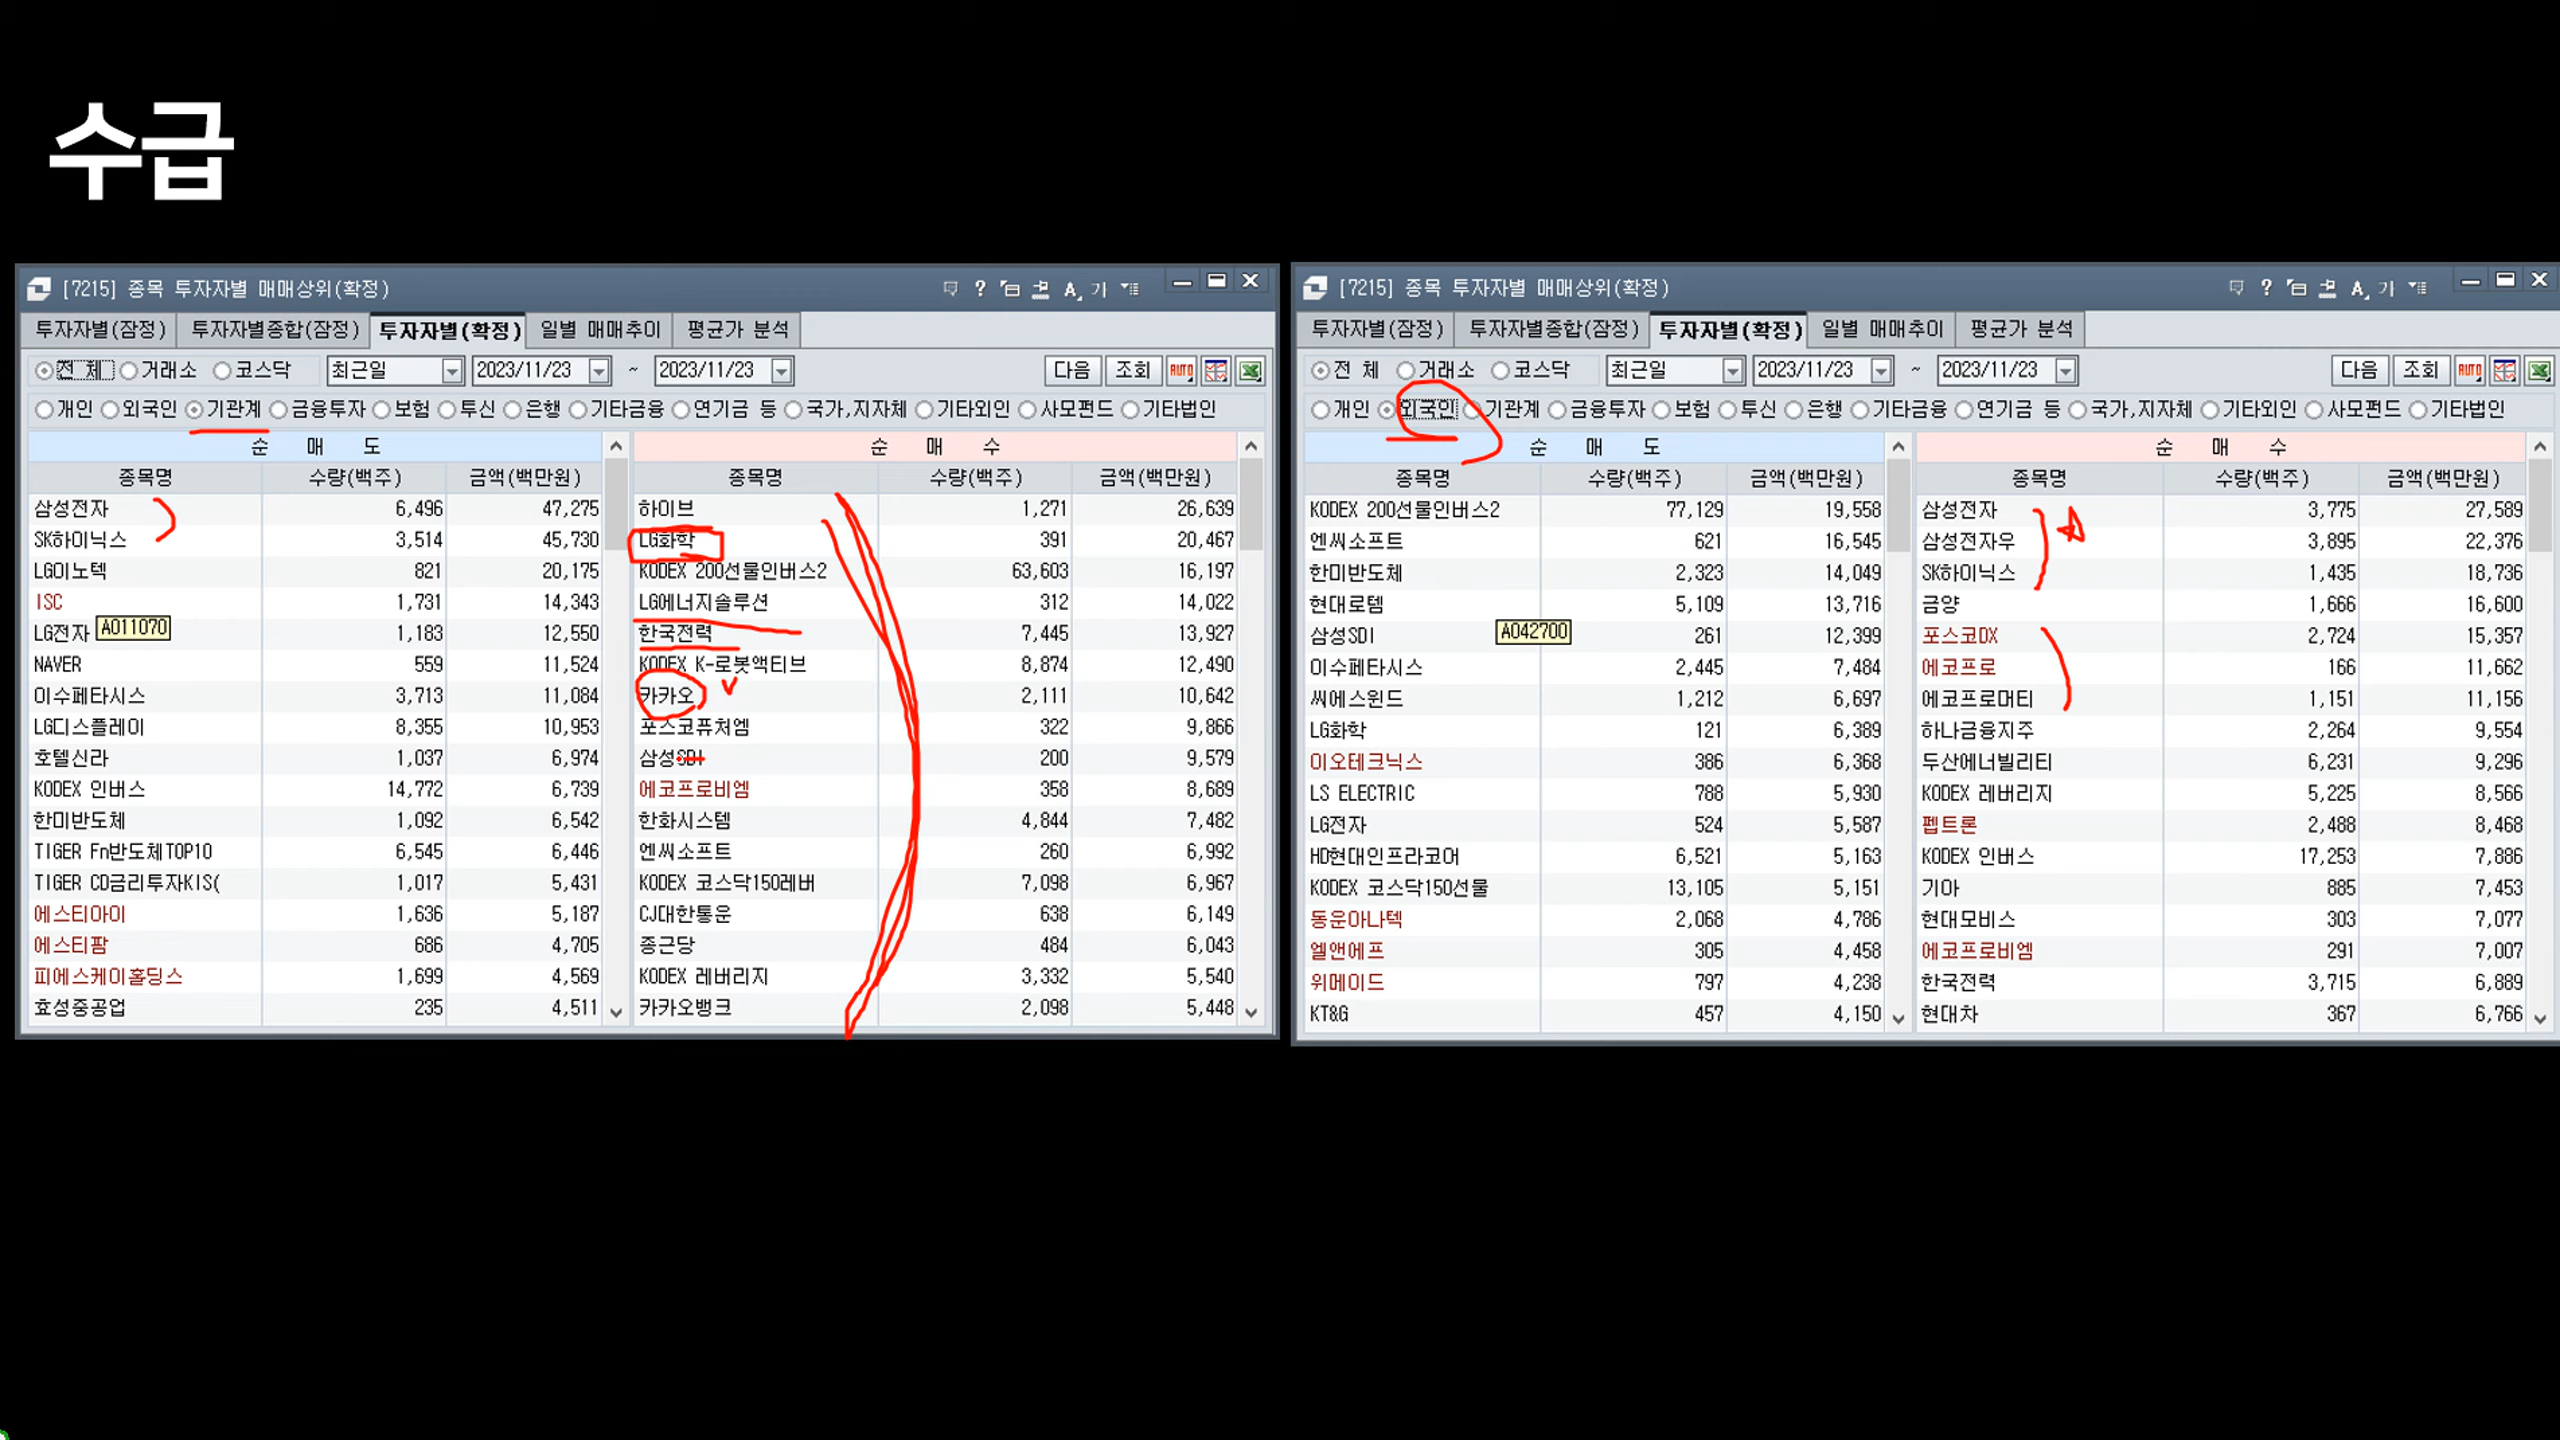 수급
[7215] 종목 투자자별 매매상위(확정)
투자자별(잠정) 투자자별종합(잠정) 투자자별(확정) 일별 매매추이 평균가 분석
전 체 거래소 코스닥 최근일 2023/11/23 ~ 2023/11/23 다음 조회 AUTO
개인 외국인 기관계 금융투자 보험 투신 은행 기타금융 연기금 등 국가,지자체 기타외인 사모펀드 기타법인
순 매 도 순 매 수
종목명 수량(백주) 금액(백만원) 종목명 수량(백주) 금액(백만원)
삼성전자 6,496 47,275 하이브 1,271 26,639
SK하이닉스 3,514 45,730 LG화학 391 20,467
LG이노텍 821 20,175 KODEX 200선물인버스2 63,603 16,197
ISC 1,731 14,343 LG에너지솔루션 312 14,022
LG전자 A011070 1,183 12,550 한국전력 7,445 13,927
NAVER 559 11,524 KODEX K-로봇액티브 8,874 12,490
이수페타시스 3,713 11,084 카카오 2,111 10,642
LG디스플레이 8,355 10,953 포스코퓨처엠 322 9,866
호텔신라 1,037 6,974 삼성SDI 200 9,579
KODEX 인버스 14,772 6,739 에코프로비엠 358 8,689
한미반도체 1,092 6,542 한화시스템 4,844 7,482
TIGER Fn반도체TOP10 6,545 6,446 엔씨소프트 260 6,992
TIGER CD금리투자KIS( 1,017 5,431 KODEX 코스닥150레버 7,098 6,967
에스티아이 1,636 5,187 CJ대한통운 638 6,149
에스티팜 686 4,705 종근당 484 6,043
피에스케이홀딩스 1,699 4,569 KODEX 레버리지 3,332 5,540
효성중공업 235 4,511 카카오뱅크 2,098 5,448
[7215] 종목 투자자별 매매상위(확정)
투자자별(잠정) 투자자별종합(잠정) 투자자별(확정) 일별 매매추이 평균가 분석
전 체 거래소 코스닥 최근일 2023/11/23 ~ 2023/11/23 다음 조회 AUTO
개인 외국인 기관계 금융투자 보험 투신 은행 기타금융 연기금 등 국가,지자체 기타외인 사모펀드 기타법인
순 매 도 순 매 수
종목명 수량(백주) 금액(백만원) 종목명 수량(백주) 금액(백만원)
KODEX 200선물인버스2 77,129 19,558 삼성전자 3,775 27,589
엔씨소프트 621 16,545 삼성전자우 3,895 22,376
한미반도체 2,323 14,049 SK하이닉스 1,435 18,736
현대로템 5,109 13,716 금양 1,666 16,600
삼성SDI A042700 261 12,399 포스코DX 2,724 15,357
이수페타시스 2,445 7,484 에코프로 166 11,662
씨에스윈드 1,212 6,697 에코프로머티 1,151 11,156
LG화학 121 6,389 하나금융지주 2,264 9,554
이오테크닉스 386 6,368 두산에너빌리티 6,231 9,296
LS ELECTRIC 788 5,930 KODEX 레버리지 5,225 8,566
LG전자 524 5,587 펩트론 2,488 8,468
HD현대인프라코어 6,521 5,163 KODEX 인버스 17,253 7,886
KODEX 코스닥150선물 13,105 5,151 기아 885 7,453
동운아나텍 2,068 4,786 현대모비스 303 7,077
엘앤에프 305 4,458 에코프로비엠 291 7,007
위메이드 797 4,238 한국전력 3,715 6,889
KT&G 457 4,150 현대차 367 6,766